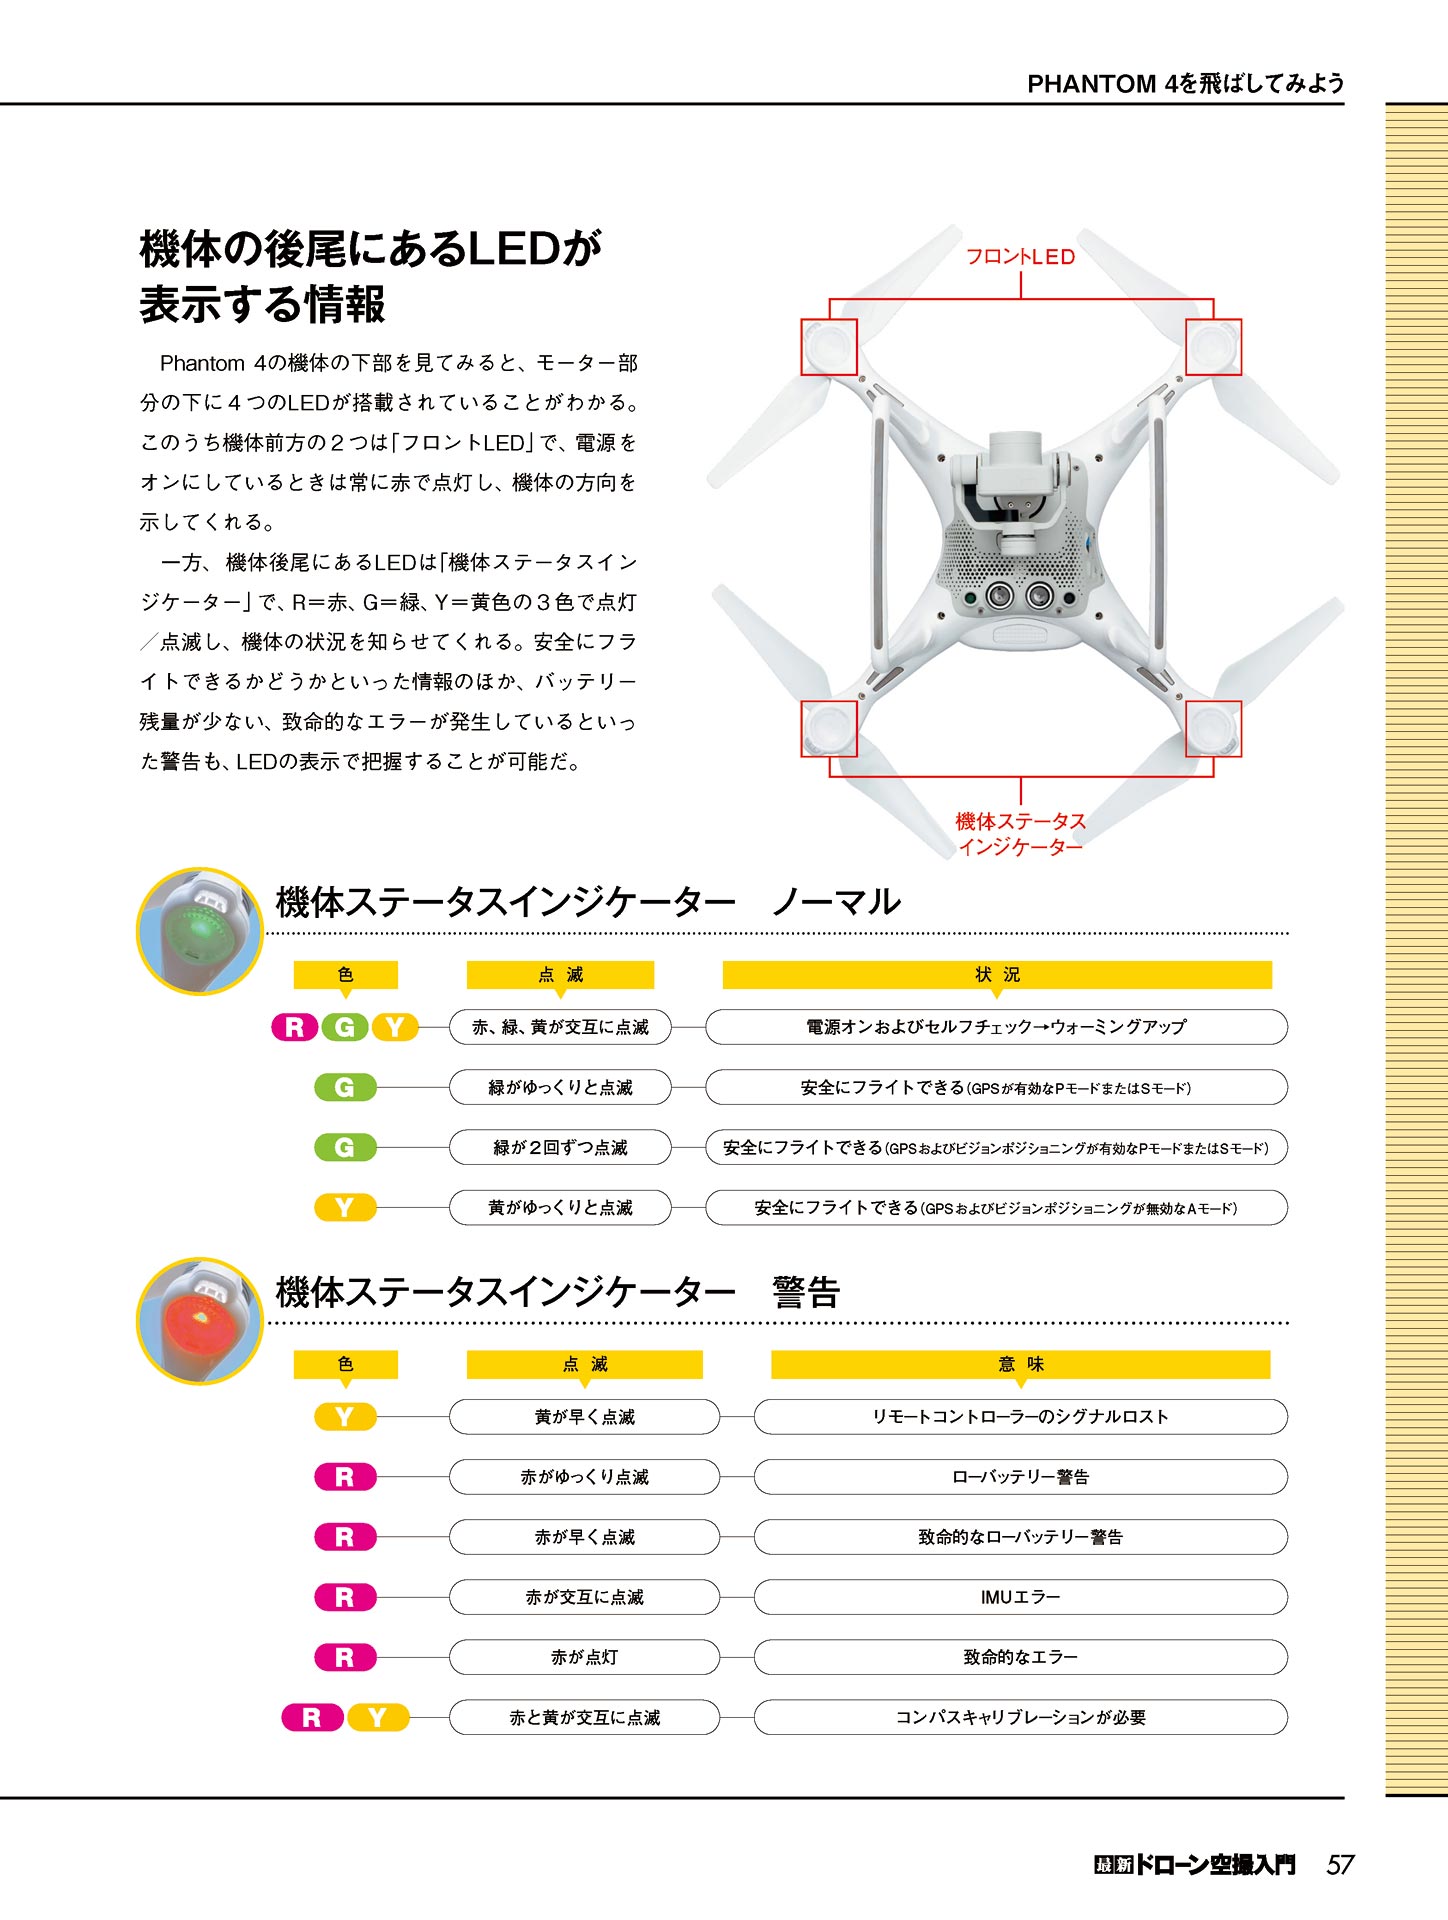 PHANTOM 4を飛ばしてみよう
機体の後尾にあるLEDが
表示する情報
Phantom 4の機体の下部を見てみると、モーター部
分の下に４つのLEDが搭載されていることがわかる。
このうち機体前方の２つは「フロントLED」で、電源を
オンにしているときは常に赤で点灯し、機体の方向を
示してくれる。
一方、機体後尾にあるLEDは「機体ステータスイン
ジケーター」で、R＝赤、G＝緑、Y＝黄色の３色で点灯
／点滅し、機体の状況を知らせてくれる。安全にフラ
イトできるかどうかといった情報のほか、バッテリー
残量が少ない、致命的なエラーが発生しているといっ
た警告も、LEDの表示で把握することが可能だ。
フロントLED
機体ステータス
インジケーター
機体ステータスインジケーター　ノーマル
色 点滅 状況
R G Y 赤、緑、黄が交互に点滅 電源オンおよびセルフチェック→ウォーミングアップ
G 緑がゆっくりと点滅 安全にフライトできる（GPSが有効なPモードまたはSモード）
G 緑が２回ずつ点滅 安全にフライトできる（GPSおよびビジョンポジショニングが有効なPモードまたはSモード）
Y 黄がゆっくりと点滅 安全にフライトできる（GPSおよびビジョンポジショニングが無効なAモード）
機体ステータスインジケーター　警告
色 点滅 意味
Y 黄が早く点滅 リモートコントローラーのシグナルロスト
R 赤がゆっくり点滅 ローバッテリー警告
R 赤が早く点滅 致命的なローバッテリー警告
R 赤が交互に点滅 IMUエラー
R 赤が点灯 致命的なエラー
R Y 赤と黄が交互に点滅 コンパスキャリブレーションが必要
最新ドローン空撮入門 57